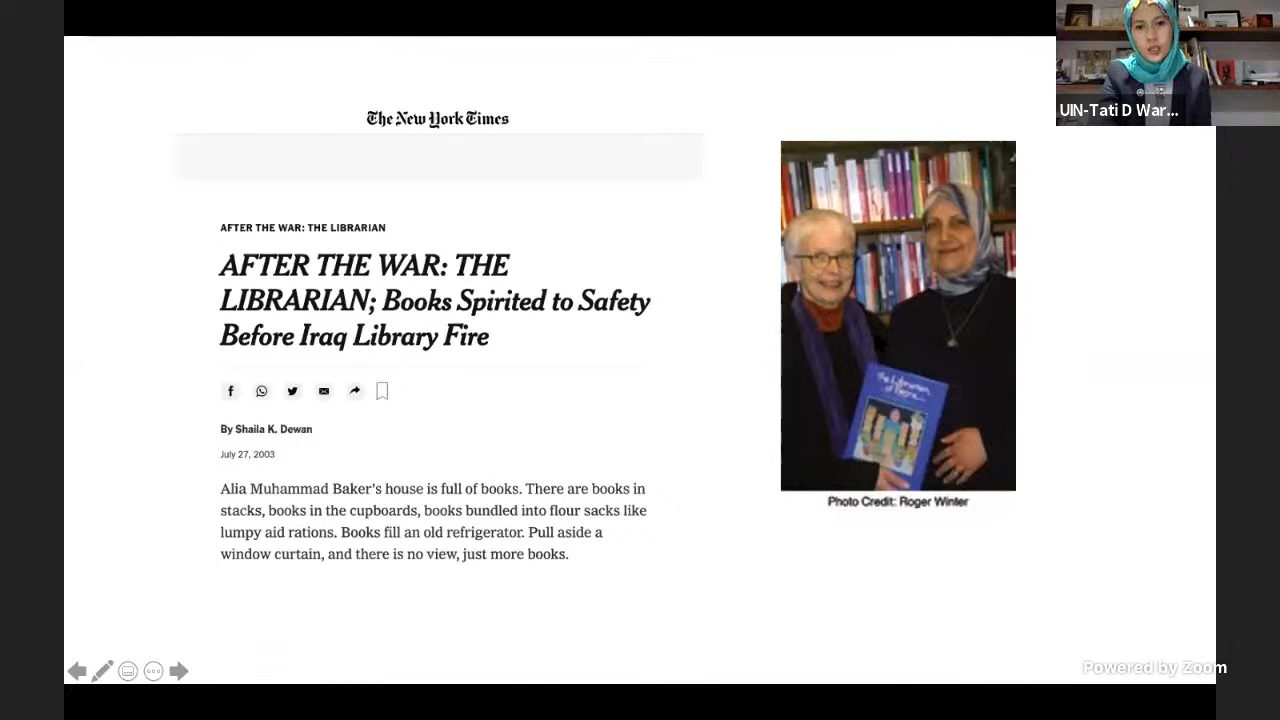 The New York Times
UIN-Tati D War...
AFTER THE WAR: THE LIBRARIAN
AFTER THE WAR: THE
LIBRARIAN; Books Spirited to Safety
Before Iraq Library Fire
By Shaila K. Dewan
July 27, 2003
Alia Muhammad Baker's house is full of books. There are books in
stacks, books in the cupboards, books bundled into flour sacks like
lumpy aid rations. Books fill an old refrigerator. Pull aside a
window curtain, and there is no view, just more books.
The Librarian
of Basra
Photo Credit: Roger Winter
Powered by Zoom